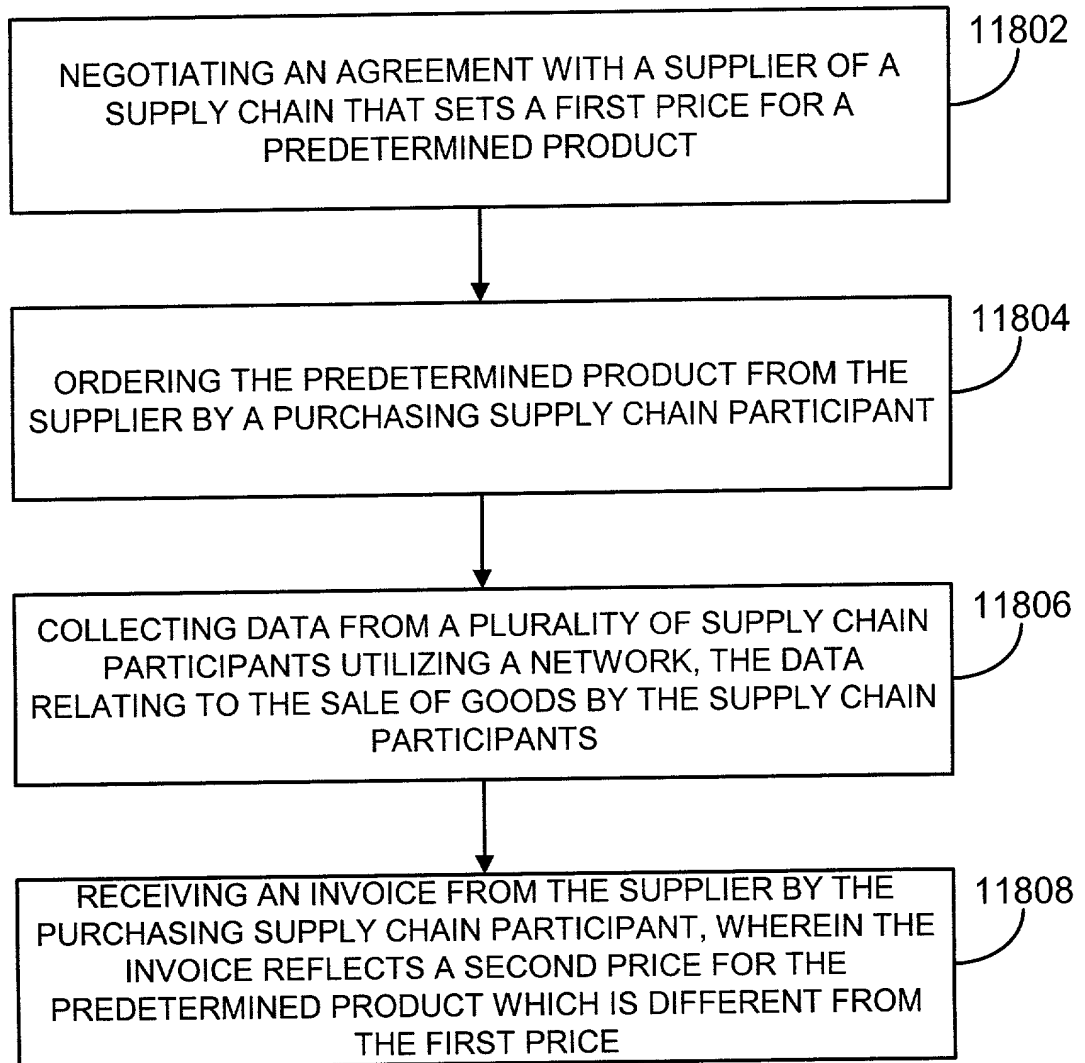 11802
NEGOTIATING AN AGREEMENT WITH A SUPPLIER OF A
SUPPLY CHAIN THAT SETS A FIRST PRICE FOR A
PREDETERMINED PRODUCT
11804
ORDERING THE PREDETERMINED PRODUCT FROM THE
SUPPLIER BY A PURCHASING SUPPLY CHAIN PARTICIPANT
11806
COLLECTING DATA FROM A PLURALITY OF SUPPLY CHAIN
PARTICIPANTS UTILIZING A NETWORK, THE DATA
RELATING TO THE SALE OF GOODS BY THE SUPPLY CHAIN
PARTICIPANTS
11808
RECEIVING AN INVOICE FROM THE SUPPLIER BY THE
PURCHASING SUPPLY CHAIN PARTICIPANT, WHEREIN THE
INVOICE REFLECTS A SECOND PRICE FOR THE
PREDETERMINED PRODUCT WHICH IS DIFFERENT FROM
THE FIRST PRICE